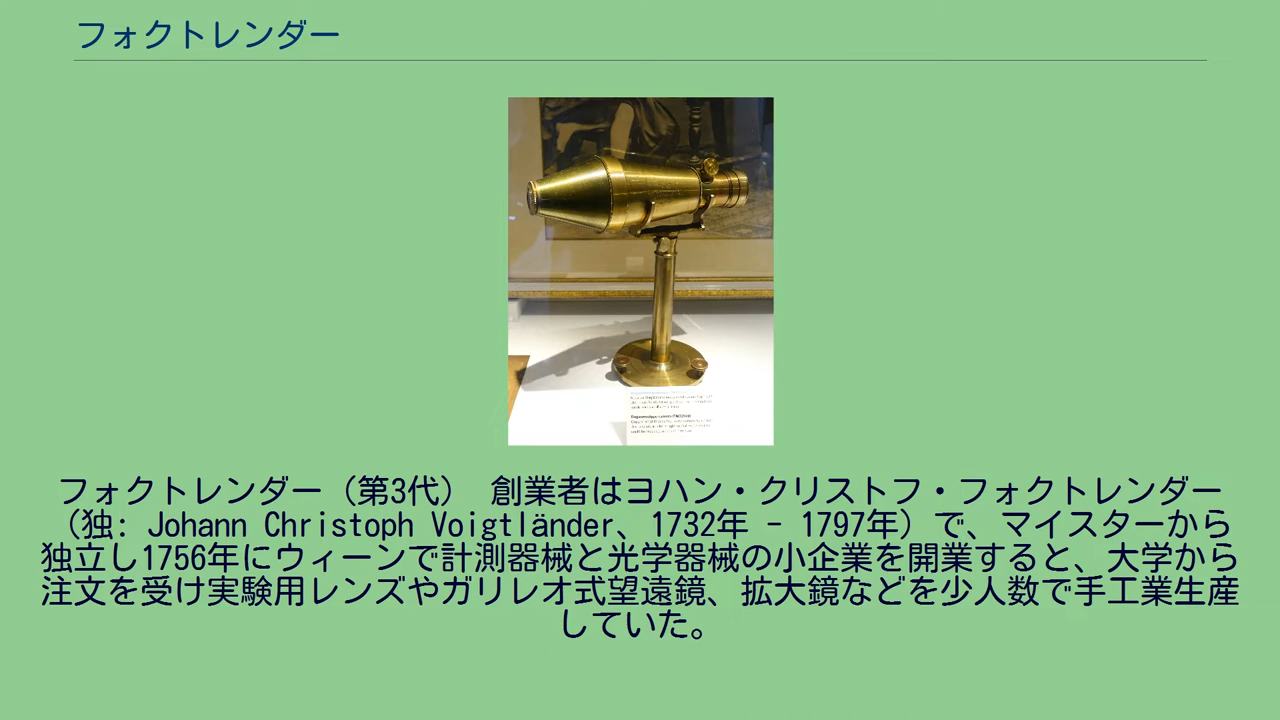 フォクトレンダー
フォクトレンダー（第3代） 創業者はヨハン・クリストフ・フォクトレンダー
（独: Johann Christoph Voigtländer、1732年 - 1797年）で、マイスターから
独立し1756年にウィーンで計測器械と光学器械の小企業を開業すると、大学から
注文を受け実験用レンズやガリレオ式望遠鏡、拡大鏡などを少人数で手工業生産
していた。